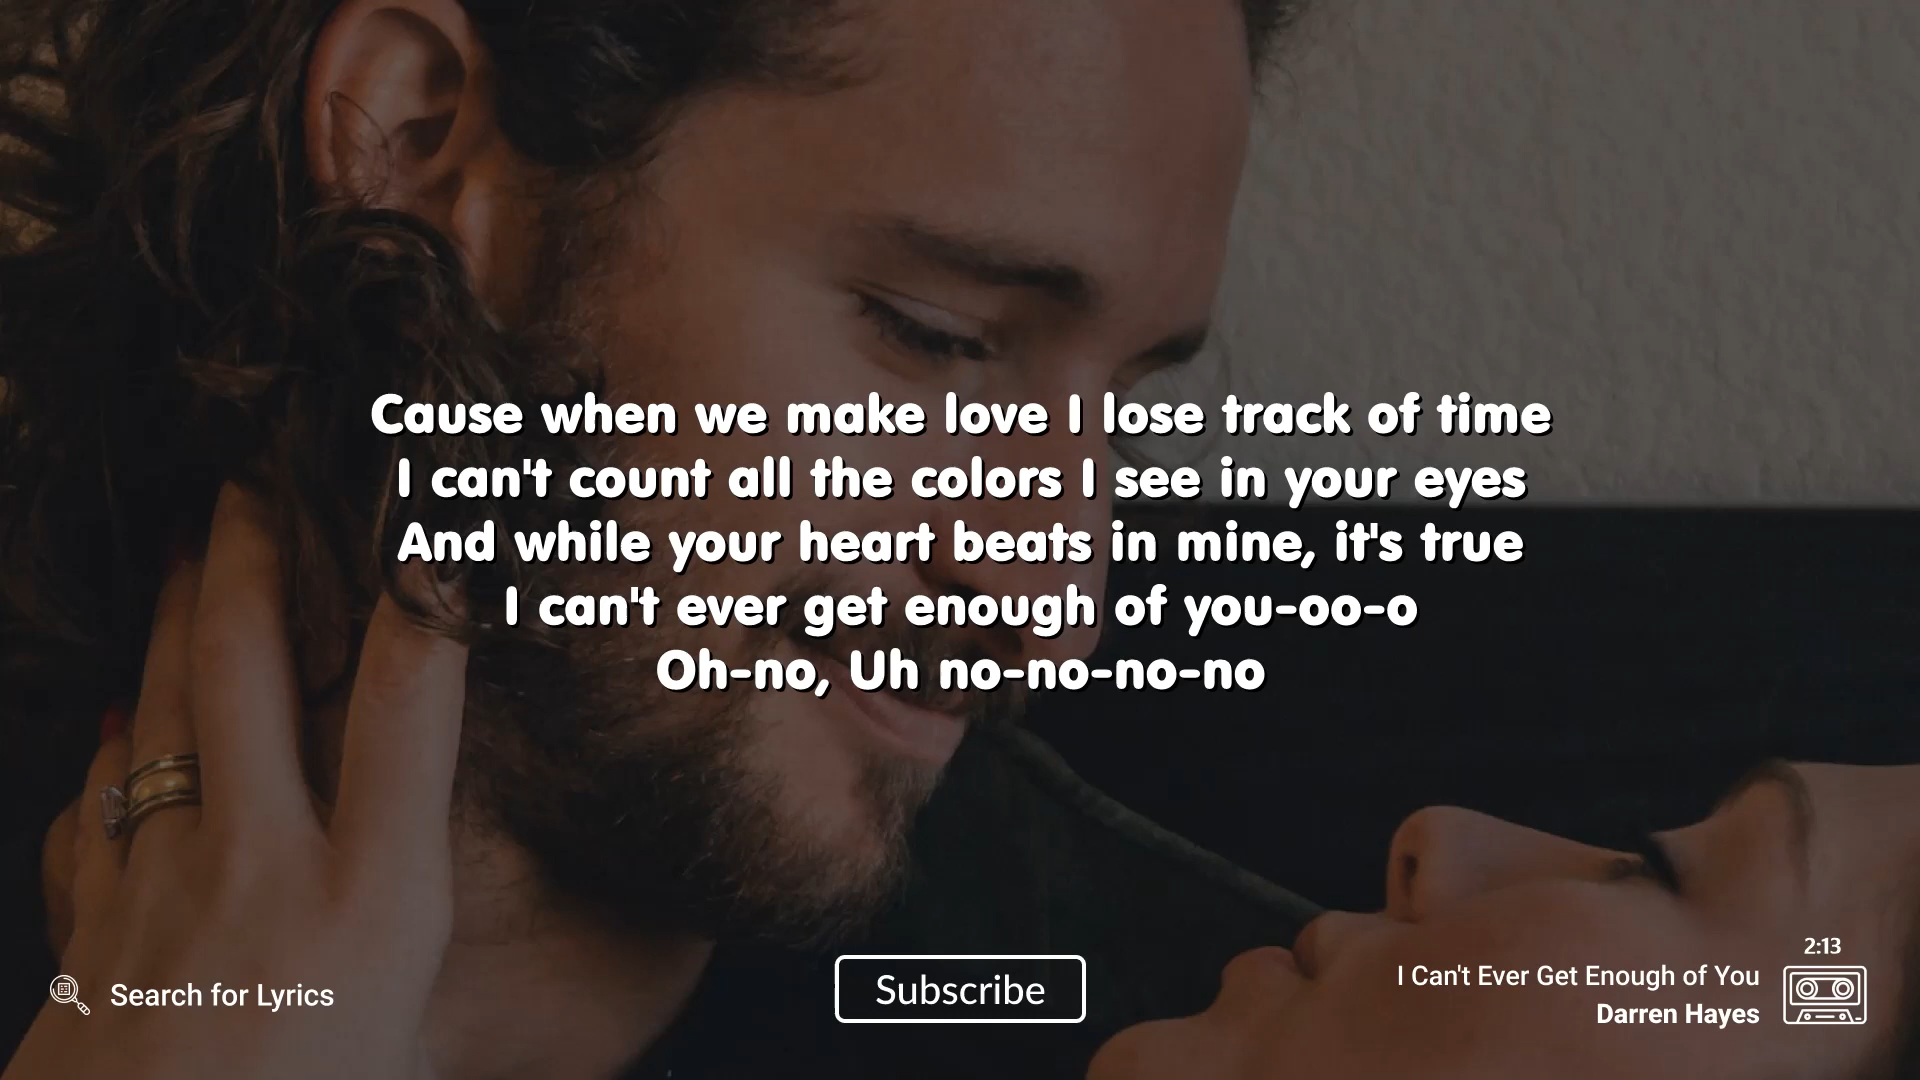 Cause when we make love I lose track of time
I can't count all the colors I see in your eyes
And while your heart beats in mine, it's true
I can't ever get enough of you-oo-o
Oh-no, Uh no-no-no-no
Search for Lyrics
Subscribe
2:13
I Can't Ever Get Enough of You
Darren Hayes